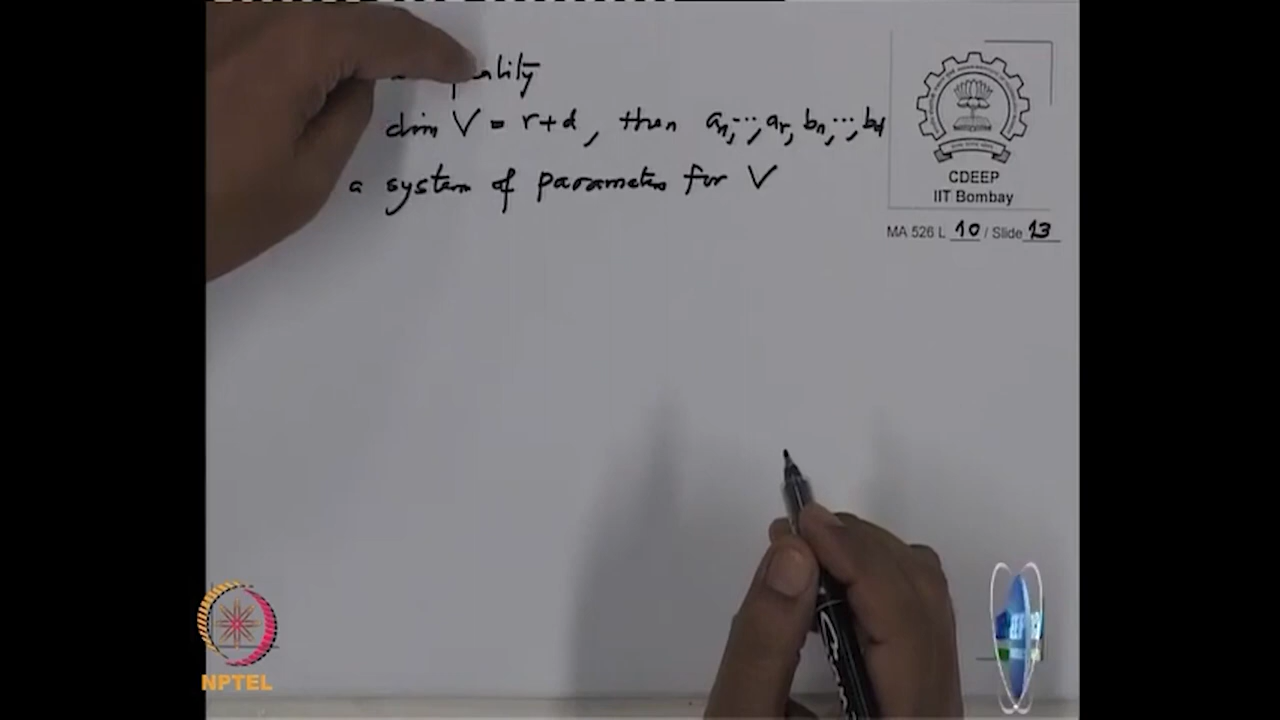 ality
dim V = r+d, then a₁, ⋯, aᵣ, b₁, ⋯, b_d
a system of parameters for V
CDEEP
IIT Bombay
MA 526 L 10 / Slide 13
NPTEL